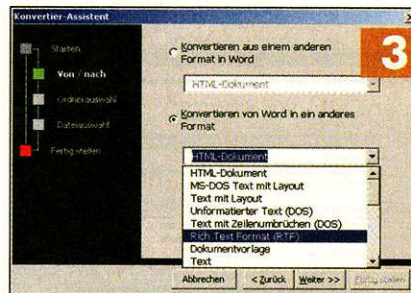 Konvertier-Assistent
3
Starten
Von / nach
Ordnerauswahl
Dateiauswahl
Fertig stellen
Konvertieren aus einem anderen
Format in Word
HTML-Dokument
Konvertieren von Word in ein anderes
Format
HTML-Dokument
HTML-Dokument
MS-DOS Text mit Layout
Text mit Layout
Unformatierter Text (DOS)
Text mit Zeilenumbrüchen (DOS)
Rich Text Format (RTF)
Dokumentvorlage
Text
Abbrechen
< Zurück
Weiter >>
Fertig stellen